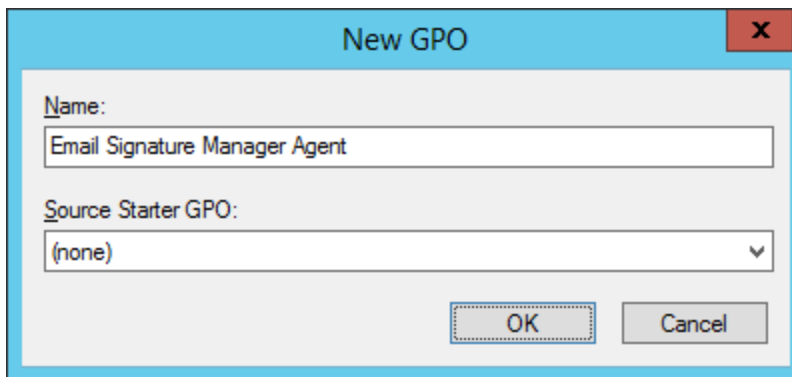 New GPO
x
Name:
Email Signature Manager Agent
Source Starter GPO:
(none)
OK
Cancel